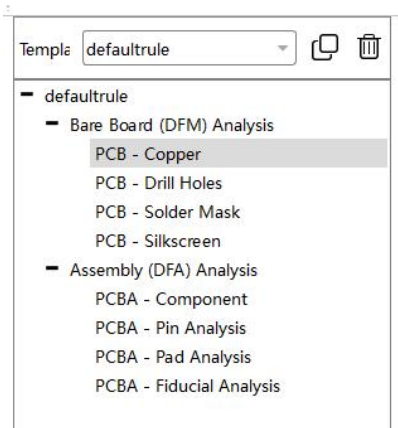 Templa defaultrule
defaultrule
Bare Board (DFM) Analysis
PCB - Copper
PCB - Drill Holes
PCB - Solder Mask
PCB - Silkscreen
Assembly (DFA) Analysis
PCBA - Component
PCBA - Pin Analysis
PCBA - Pad Analysis
PCBA - Fiducial Analysis